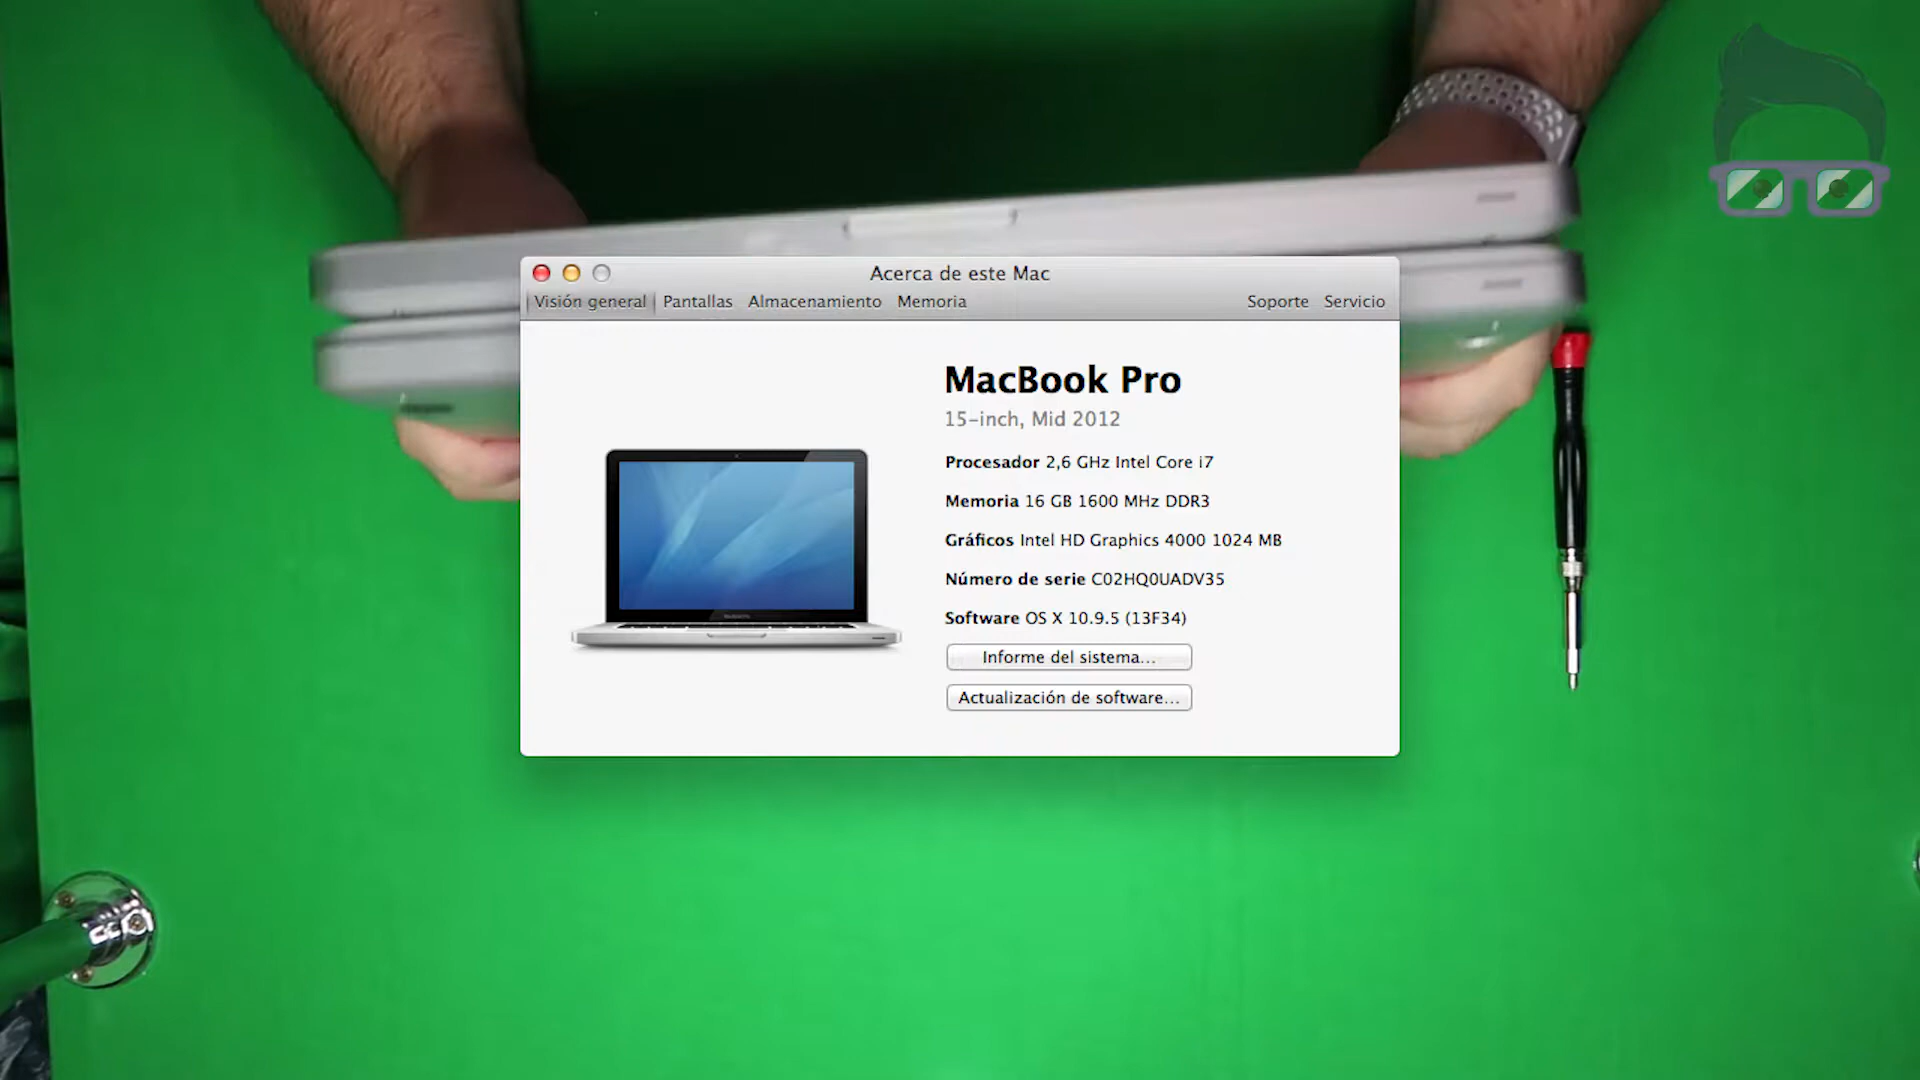 Acerca de este Mac
Visión general Pantallas Almacenamiento Memoria Soporte Servicio
MacBook Pro
15-inch, Mid 2012
Procesador 2,6 GHz Intel Core i7
Memoria 16 GB 1600 MHz DDR3
Gráficos Intel HD Graphics 4000 1024 MB
Número de serie C02HQ0UADV35
Software OS X 10.9.5 (13F34)
Informe del sistema...
Actualización de software...